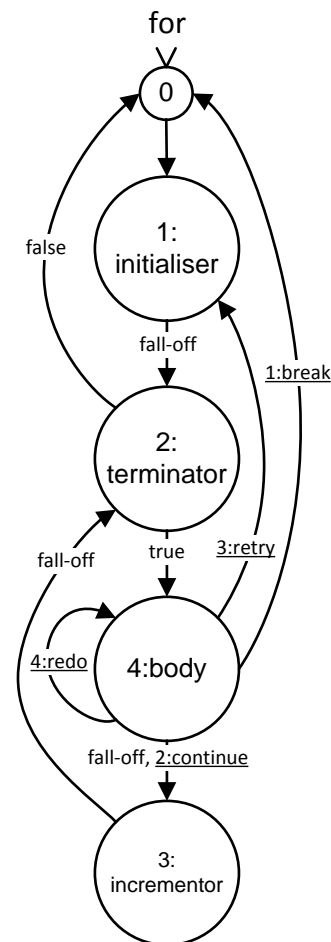 for
0
1:
initialiser
false
fall-off
1:break
2:
terminator
fall-off
true
3:retry
4:redo
4:body
fall-off, 2:continue
3:
incrementor